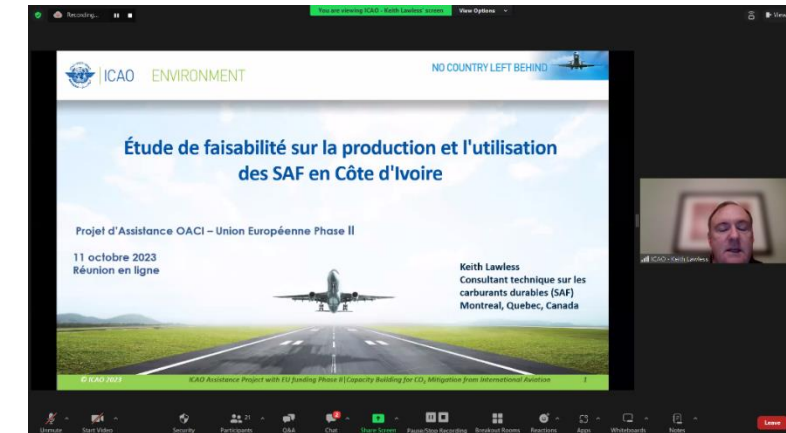 Recording...
You are viewing ICAO - Keith Lawless' screen
View Options
View
ICAO ENVIRONMENT
NO COUNTRY LEFT BEHIND
Étude de faisabilité sur la production et l'utilisation
des SAF en Côte d'Ivoire
Projet d'Assistance OACI – Union Européenne Phase II
11 octobre 2023
Réunion en ligne
Keith Lawless
Consultant technique sur les
carburants durables (SAF)
Montreal, Quebec, Canada
ICAO - Keith Lawless
© ICAO 2023
ICAO Assistance Project with EU funding Phase II|Capacity Building for CO₂ Mitigation from International Aviation
1
Unmute
Start Video
Security
21
Participants
Q&A
2
Chat
Share Screen
Pause/Stop Recording
Breakout Rooms
Reactions
Apps
Whiteboards
Notes
Leave